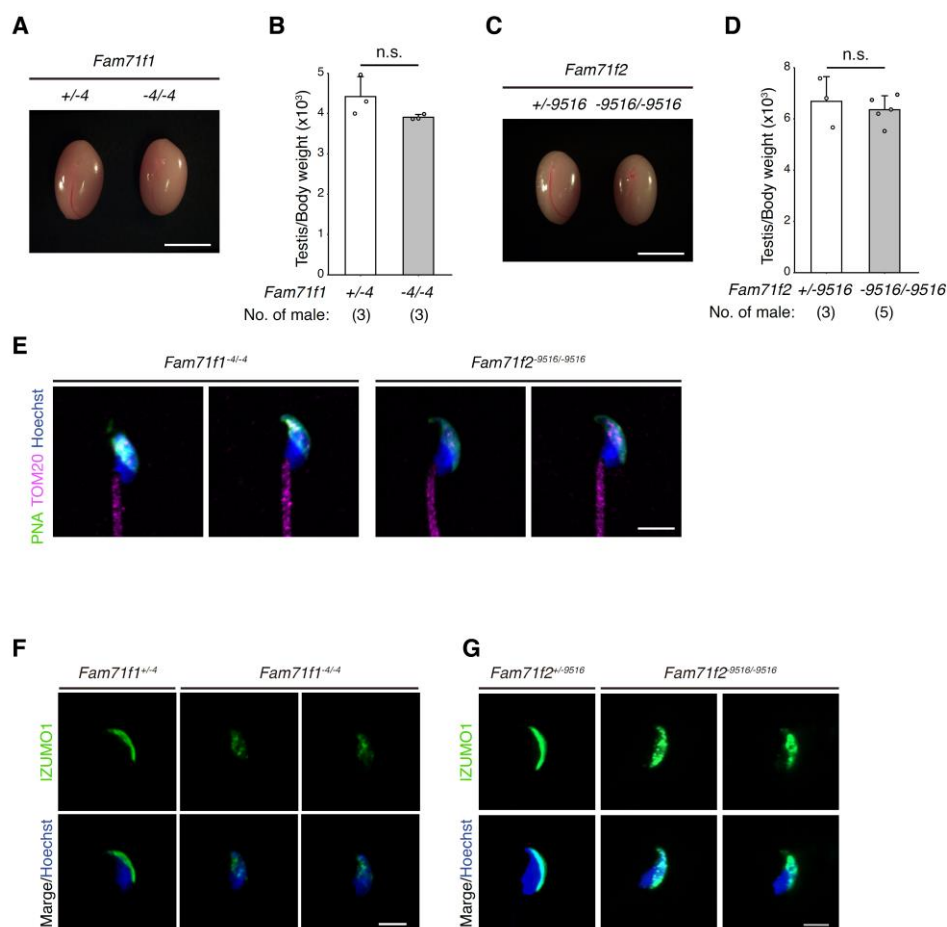 A
Fam71f1
+/-4 -4/-4
B
n.s.
Testis/Body weight (x10³)
5
4
3
2
1
0
Fam71f1 +/-4 -4/-4
No. of male: (3) (3)
C
Fam71f2
+/-9516 -9516/-9516
D
n.s.
Testis/Body weight (x10³)
8
6
4
2
0
Fam71f2 +/-9516 -9516/-9516
No. of male: (3) (5)
E
Fam71f1-4/-4 Fam71f2-9516/-9516
PNA TOM20 Hoechst
F
Fam71f1+/-4 Fam71f1-4/-4
IZUMO1
Marge/Hoechst
G
Fam71f2+/-9516 Fam71f2-9516/-9516
IZUMO1
Marge/Hoechst